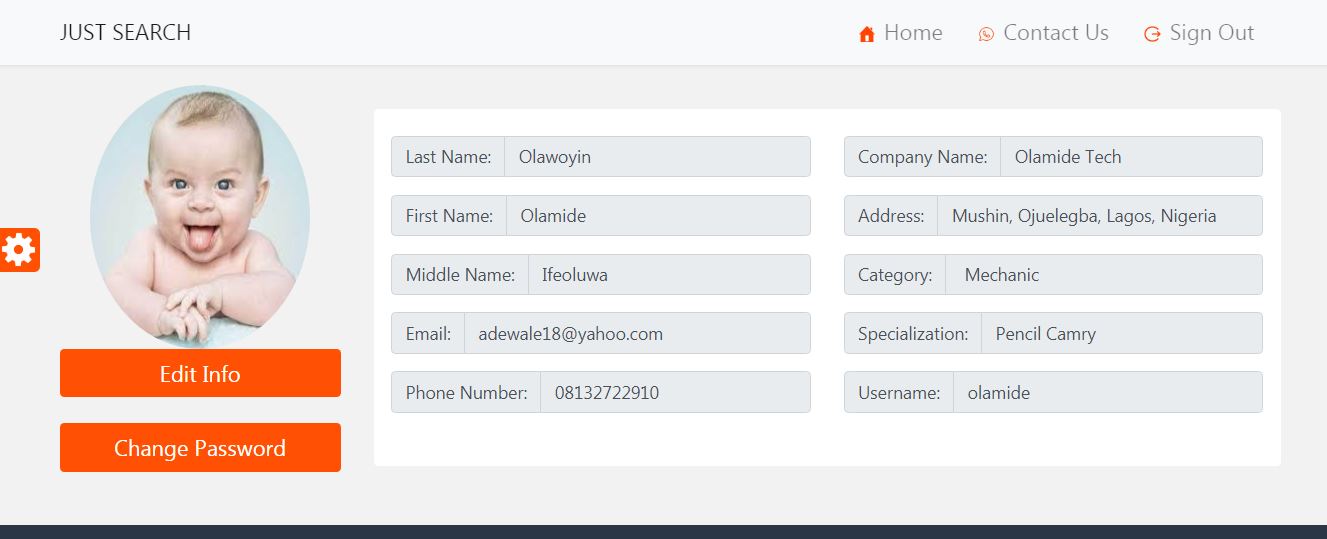 JUST SEARCH
Home
Contact Us
Sign Out
Last Name: Olawoyin
Company Name: Olamide Tech
First Name: Olamide
Address: Mushin, Ojuelegba, Lagos, Nigeria
Middle Name: Ifeoluwa
Category: Mechanic
Email: adewale18@yahoo.com
Specialization: Pencil Camry
Phone Number: 08132722910
Username: olamide
Edit Info
Change Password